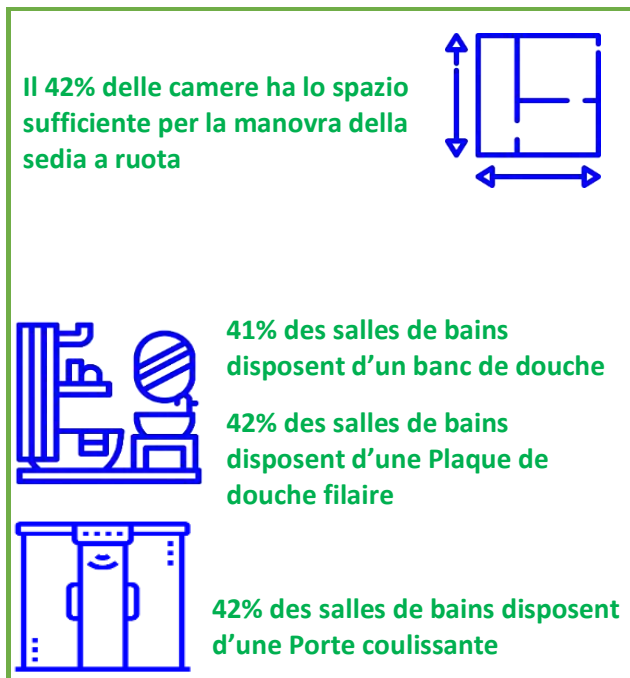 Il 42% delle camere ha lo spazio
sufficiente per la manovra della
sedia a ruota
41% des salles de bains
disposent d’un banc de douche
42% des salles de bains
disposent d’une Plaque de
douche filaire
42% des salles de bains disposent
d’une Porte coulissante